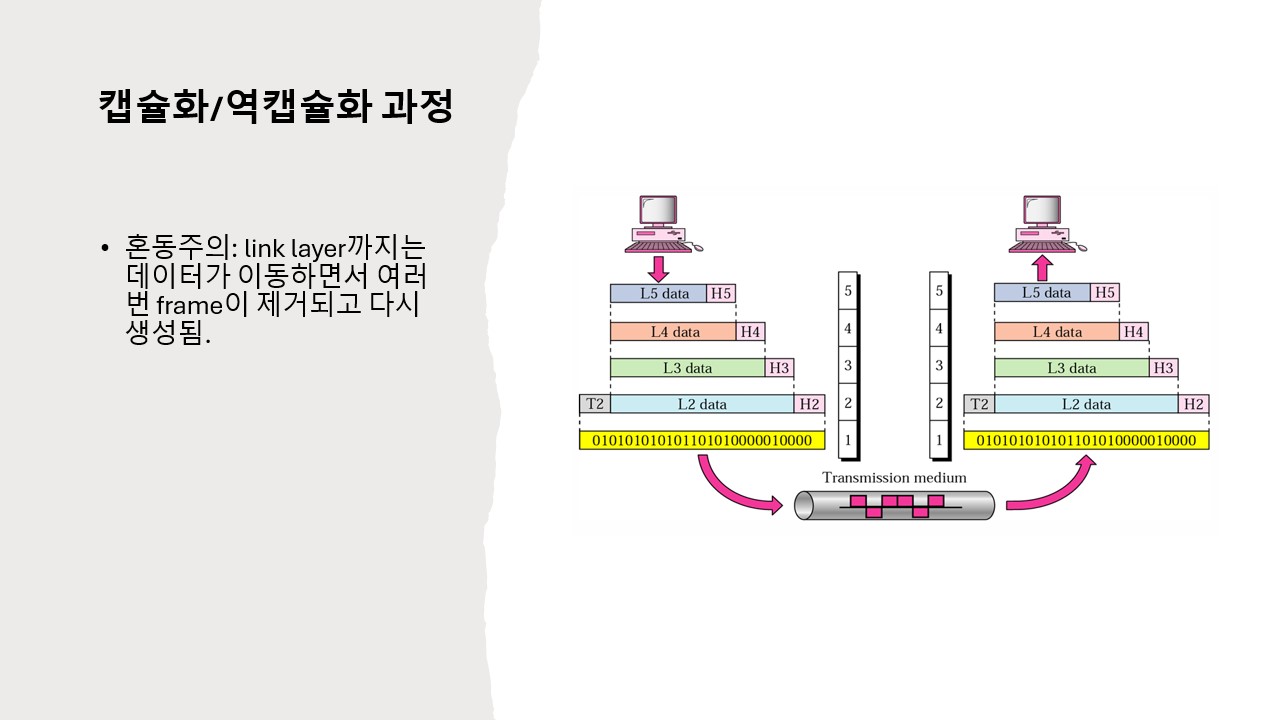 캡슐화/역캡슐화 과정
• 혼동주의: link layer까지는
데이터가 이동하면서 여러
번 frame이 제거되고 다시
생성됨.
L5 data H5
L4 data H4
L3 data H3
T2 L2 data H2
010101010101101010000010000
5
4
3
2
1
5
4
3
2
1
L5 data H5
L4 data H4
L3 data H3
T2 L2 data H2
010101010101101010000010000
Transmission medium